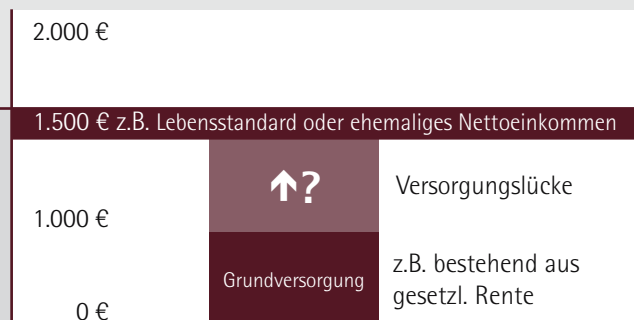 2.000 €
1.500 € z.B. Lebensstandard oder ehemaliges Nettoeinkommen
?
Versorgungslücke
1.000 €
Grundversorgung
z.B. bestehend aus
gesetzl. Rente
0 €